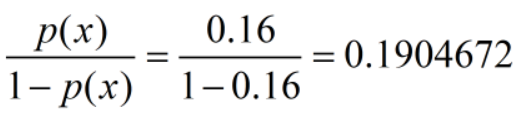 p(x) / 1 − p(x) = 0.16 / 1 − 0.16 = 0.1904672